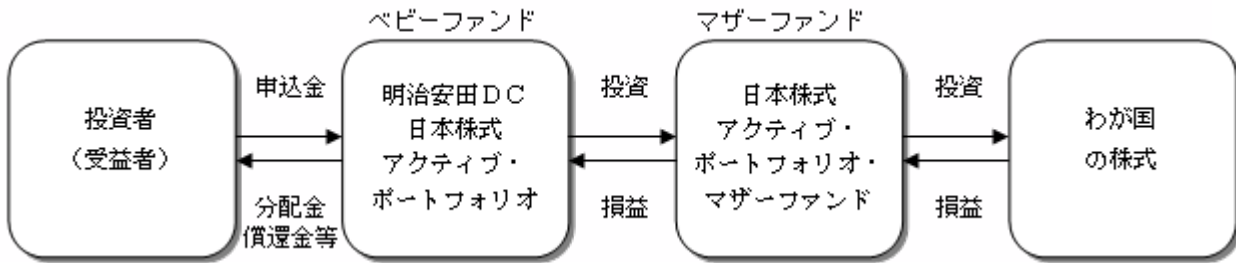 ベビーファンド
マザーファンド
投資者
（受益者）
申込金
分配金
償還金等
明治安田ＤＣ
日本株式
アクティブ・
ポートフォリオ
投資
損益
日本株式
アクティブ・
ポートフォリオ・
マザーファンド
投資
損益
わが国
の株式